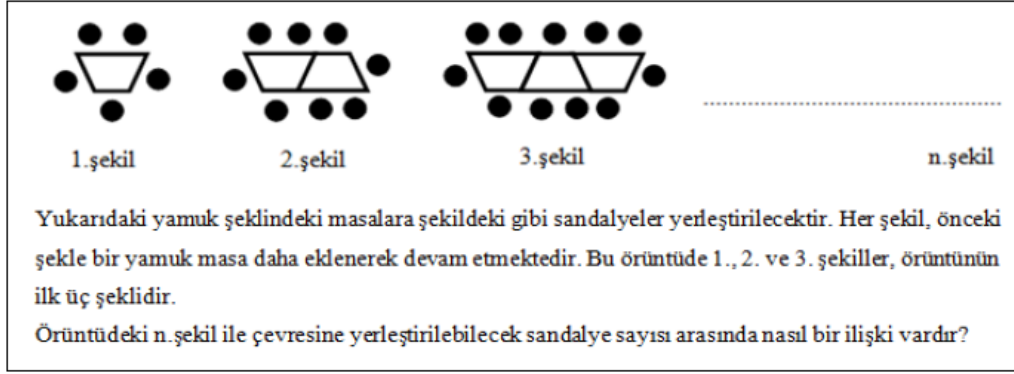 1.şekil 2.şekil 3.şekil n.şekil
Yukarıdaki yamuk şeklindeki masalara şekildeki gibi sandalyeler yerleştirilecektir. Her şekil, önceki
şekle bir yamuk masa daha eklenerek devam etmektedir. Bu örüntüde 1., 2. ve 3. şekiller, örüntünün
ilk üç şeklidir.
Örüntüdeki n.şekil ile çevresine yerleştirilebilecek sandalye sayısı arasında nasıl bir ilişki vardır?